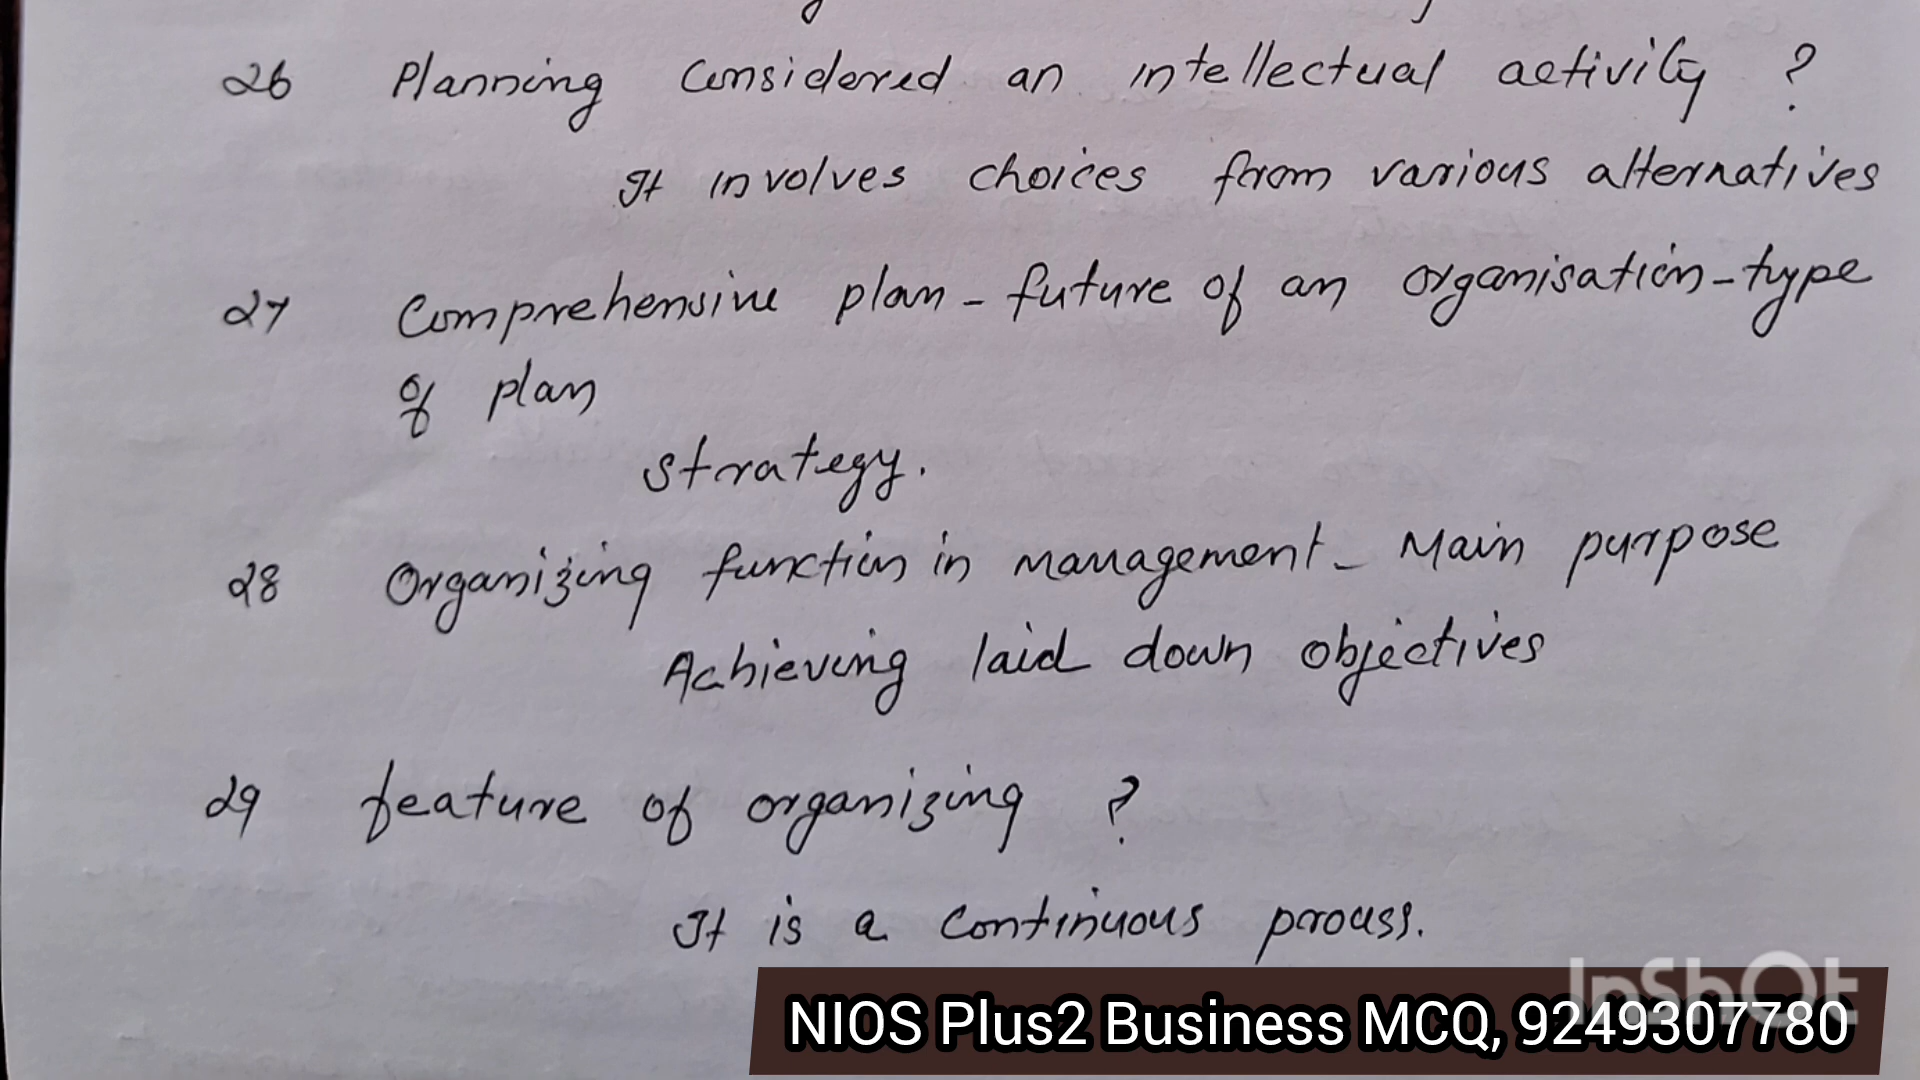 26 Planning considered an intellectual activity ?
It involves choices from various alternatives
27 Comprehensive plan - future of an organisation - type
of plan
strategy.
28 Organizing function in management - Main purpose
Achieving laid down objectives
29 feature of organizing ?
It is a continuous process.
InShOt
NIOS Plus2 Business MCQ, 9249307780